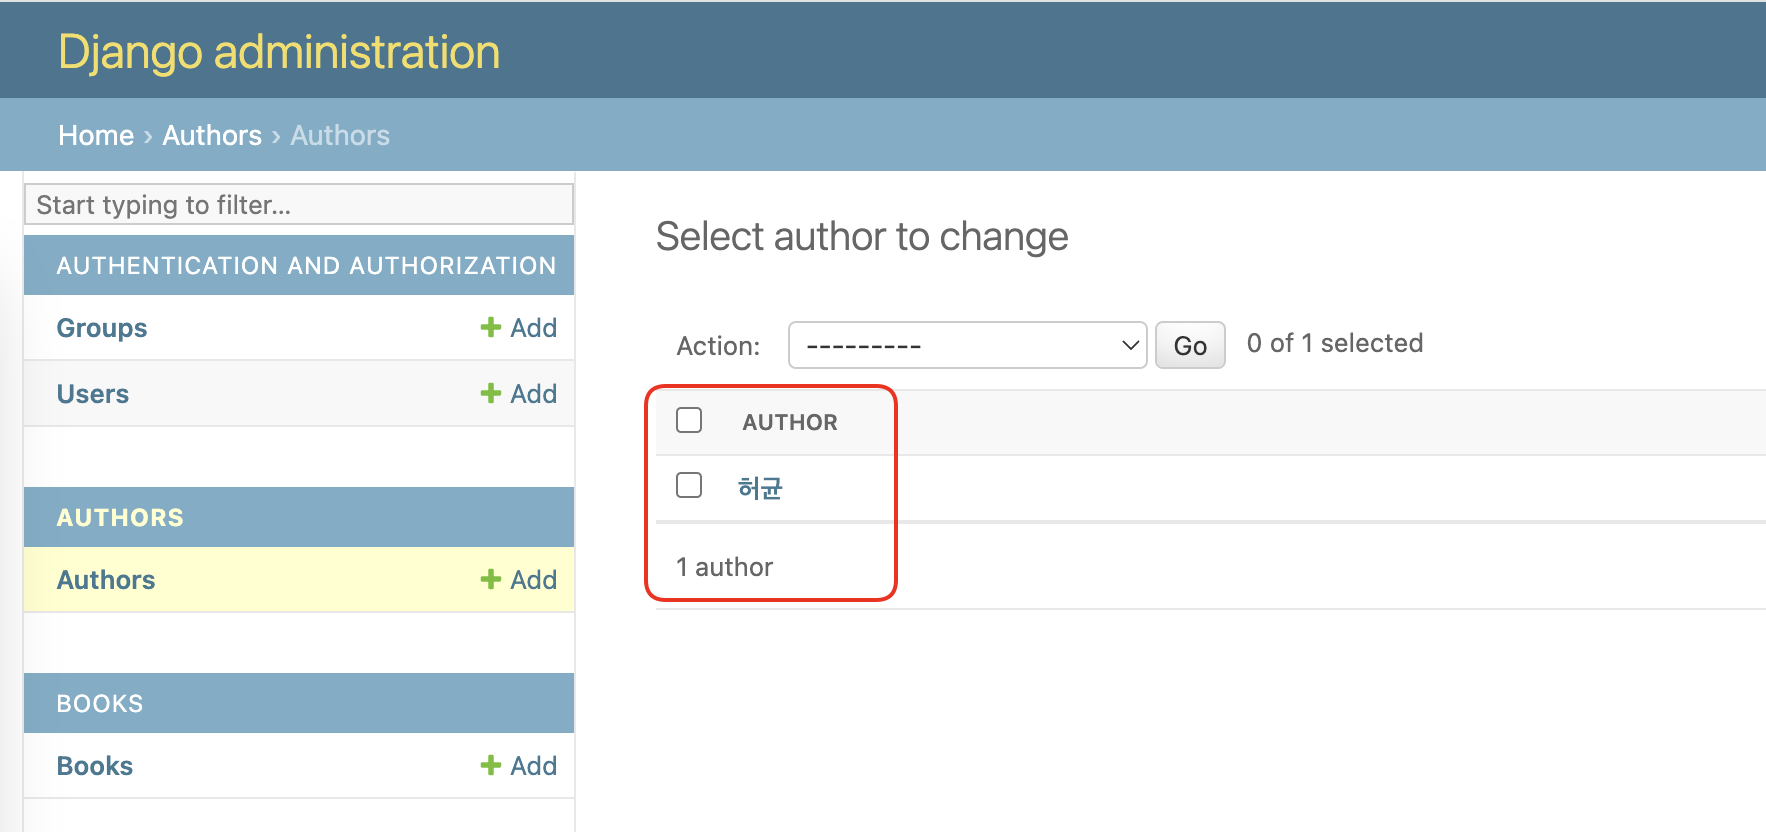 Django administration
Home › Authors › Authors
Start typing to filter...
AUTHENTICATION AND AUTHORIZATION
Groups + Add
Users + Add
AUTHORS
Authors + Add
BOOKS
Books + Add
Select author to change
Action: --------- Go 0 of 1 selected
AUTHOR
허균
1 author